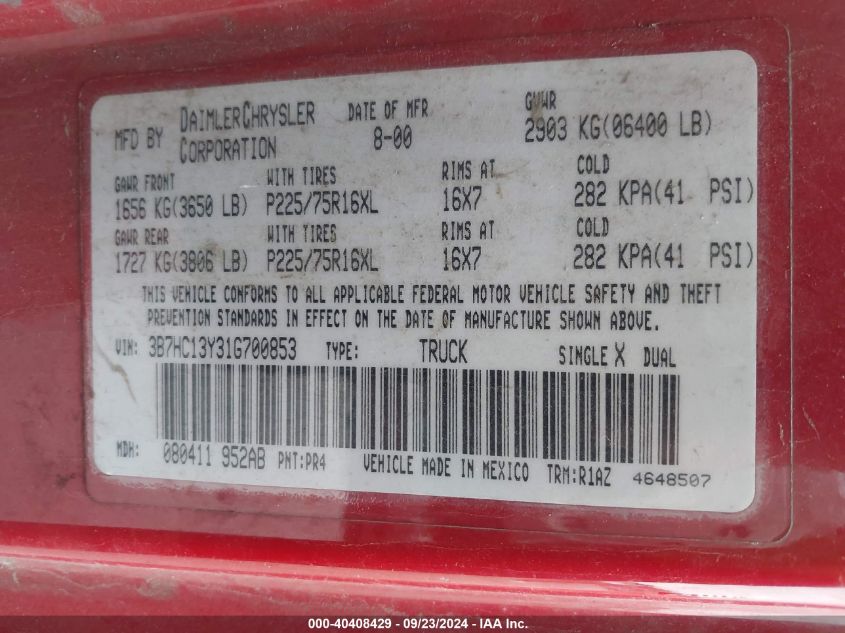 MFD BY DAIMLERCHRYSLER CORPORATION DATE OF MFR 8-00 GVWR 2903 KG(06400 LB)
GAWR FRONT WITH TIRES RIMS AT COLD
1656 KG(3650 LB) P225/75R16XL 16X7 282 KPA(41 PSI)
GAWR REAR WITH TIRES RIMS AT COLD
1727 KG(3806 LB) P225/75R16XL 16X7 282 KPA(41 PSI)
THIS VEHICLE CONFORMS TO ALL APPLICABLE FEDERAL MOTOR VEHICLE SAFETY AND THEFT
PREVENTION STANDARDS IN EFFECT ON THE DATE OF MANUFACTURE SHOWN ABOVE.
VIN: 3B7HC13Y31G700853 TYPE: TRUCK SINGLE X DUAL
MDH: 080411 952AB PNT:PR4 VEHICLE MADE IN MEXICO TRM:R1AZ 4648507
000-40408429 - 09/23/2024 - IAA Inc.